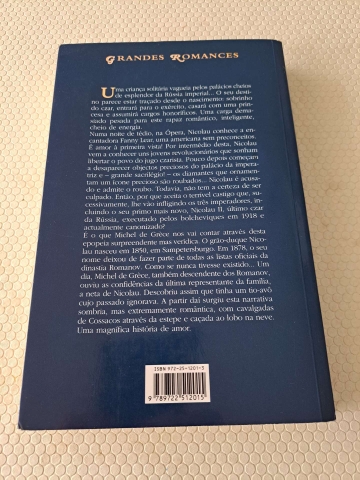 GRANDES ROMANCES
Uma criança solitária vagueia pelos palácios cheios
de esplendor da Rússia imperial... O seu desti-
no parece estar traçado desde o nascimento: sobrinho
do czar, entrará para o exército, casará com uma prin-
cesa e assumirá cargos honoríficos. Uma carga dema-
siado pesada para este rapaz romântico, inteligente,
cheio de energia.
Numa noite de tédio, na Ópera, Nicolau conhece a en-
cantadora Fanny Lear, uma americana sem preconceitos.
É amor à primeira vista! Por intermédio desta, Nicolau
vem a conhecer uns jovens revolucionários que sonham
libertar o povo do jugo czarista. Pouco depois começam
a desaparecer objectos preciosos do palácio da impera-
triz e – grande sacrilégio! – os diamantes que ornamen-
tam um ícone precioso são roubados... Nicolau é acusa-
do e admite o roubo. Todavia, não tem a certeza de ser
culpado. Então, por que aceita o terrível castigo que, su-
cessivamente, lhe vão infligindo os três imperadores, in-
cluindo o seu primo mais novo, Nicolau II, último czar
da Rússia, executado pelos bolcheviques em 1918 e
actualmente canonizado?
É o que Michel de Grèce nos vai contar através desta
epopeia surpreendente mas verídica. O grão-duque Nico-
lau nasceu em 1850, em Sampetersburgo. Em 1878, o seu
nome deixou de fazer parte de todas as listas oficiais da
dinastia Romanov. Como se nunca tivesse existido... Um
dia, Michel de Grèce, também descendente dos Romanov,
ouviu as confidências da última representante da família,
a neta de Nicolau. Descobriu assim que tinha um tio-avô
cujo passado ignorava. A partir daí surgiu esta narrativa
sombria, mas extremamente romântica, com cavalgadas
de Cossacos através da estepe e caçada ao lobo na neve.
Uma magnífica história de amor.
ISBN 972-25-1201-5
9 789722 512015